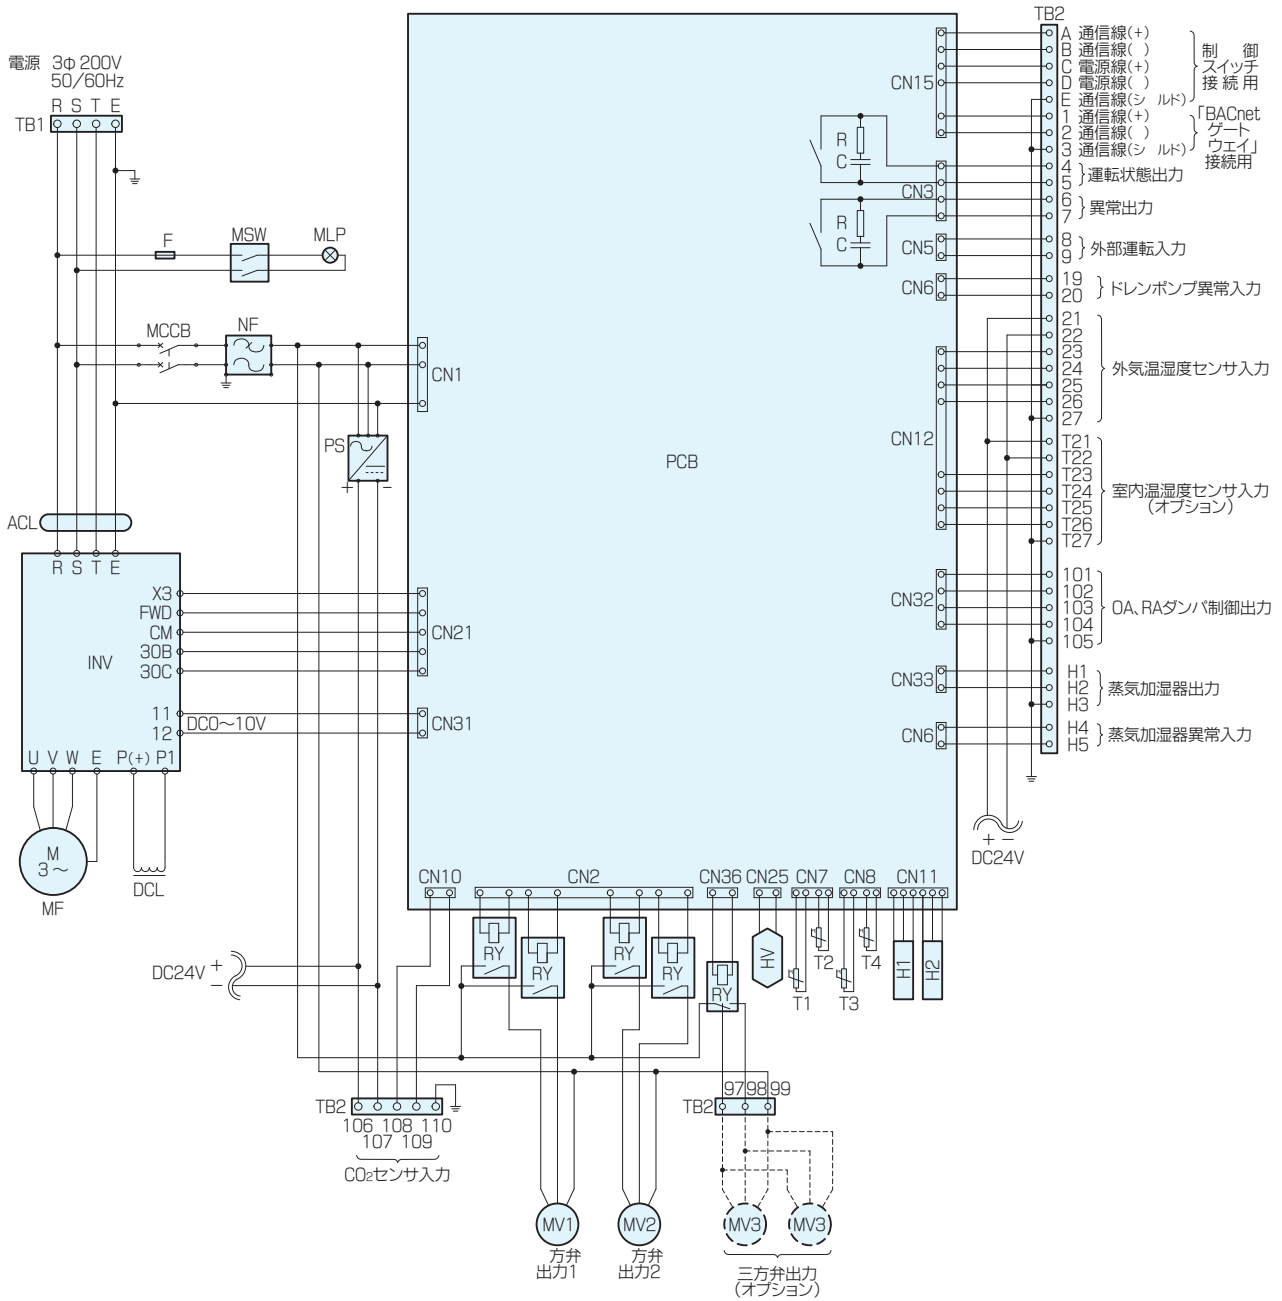 電源 3φ 200V
50/60Hz
R S T E
TB1
F
MSW
MLP
MCCB
NF
PS
+ −
ACL
R S T E
X3
FWD
CM
30B
30C
INV
11
DC0～10V
12
U V W E P(+) P1
M
3～
MF
DCL
PCB
CN1
CN21
CN31
CN15
R
C
CN3
R
C
CN5
CN6
CN12
CN32
CN33
CN6
TB2
A 通信線(+)
B 通信線( )
C 電源線(+)
D 電源線( )
E 通信線(シ ルド)
制 御
スイッチ
接続用
1 通信線(+)
2 通信線( )
3 通信線(シ ルド)
「BACnet
ゲート
ウェイ」
接続用
4
5
運転状態出力
6
7
異常出力
8
9
外部運転入力
19
20
ドレンポンプ異常入力
21
22
23
24
25
26
27
外気温湿度センサ入力
T21
T22
T23
T24
T25
T26
T27
室内温湿度センサ入力
(オプション)
101
102
103
104
105
OA、RAダンパ制御出力
H1
H2
H3
蒸気加湿器出力
H4
H5
蒸気加湿器異常入力
+ −
DC24V
CN10
CN2
CN36
CN25
CN7
CN8
CN11
RY
RY
RY
RY
RY
HV
T1
T2
T3
T4
H1
H2
DC24V +
−
TB2
106 108 110
107 109
CO₂センサ入力
TB2
97 98 99
MV1
方弁
出力1
MV2
方弁
出力2
MV3
MV3
三方弁出力
(オプション)